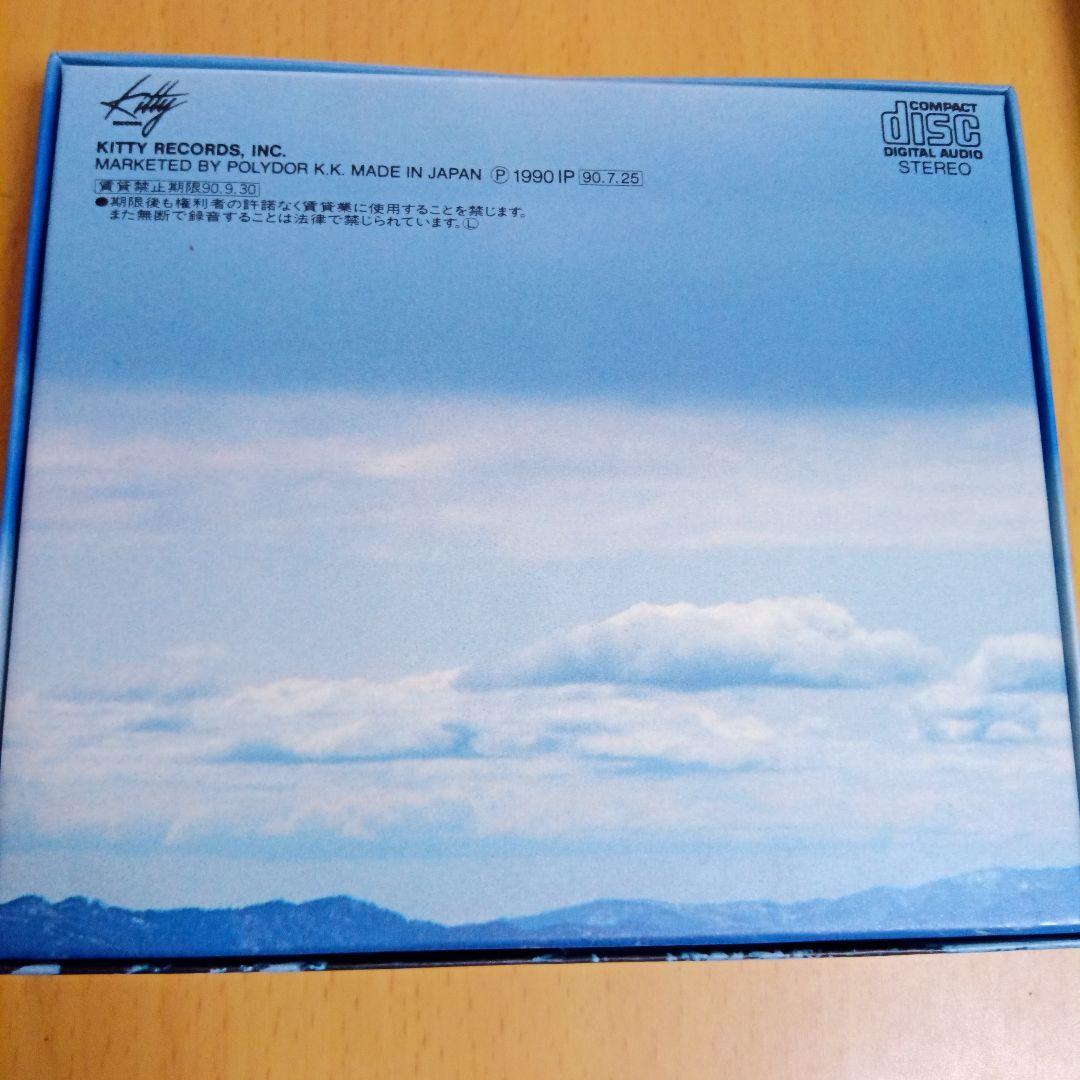 Kitty
RECORDS
KITTY RECORDS, INC.
MARKETED BY POLYDOR K.K. MADE IN JAPAN Ⓟ 1990 IP 90.7.25
賃貸禁止期限90.9.30
●期限後も権利者の許諾なく賃貸業に使用することを禁じます。
また無断で録音することは法律で禁じられています。Ⓛ
COMPACT
disc
DIGITAL AUDIO
STEREO